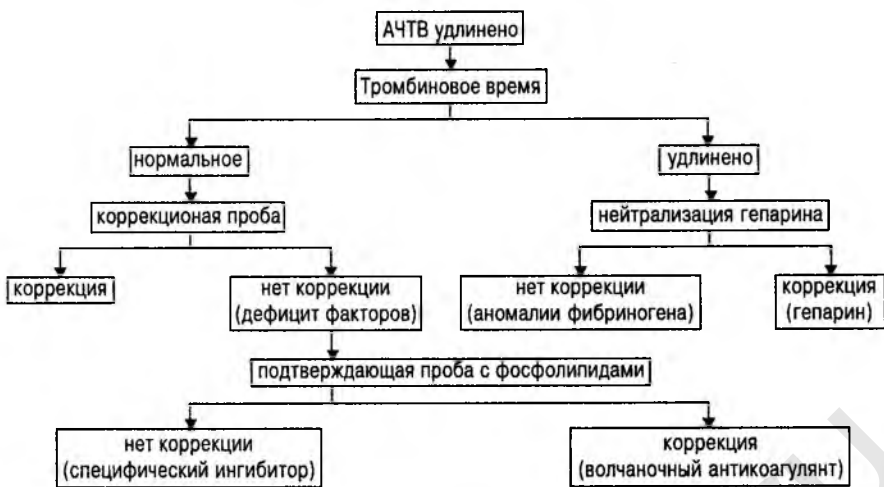 АЧТВ удлинено
Тромбиновое время
нормальное
удлинено
коррекционая проба
нейтрализация гепарина
коррекция
нет коррекции
(дефицит факторов)
нет коррекции
(аномалии фибриногена)
коррекция
(гепарин)
подтверждающая проба с фосфолипидами
нет коррекции
(специфический ингибитор)
коррекция
(волчаночный антикоагулянт)